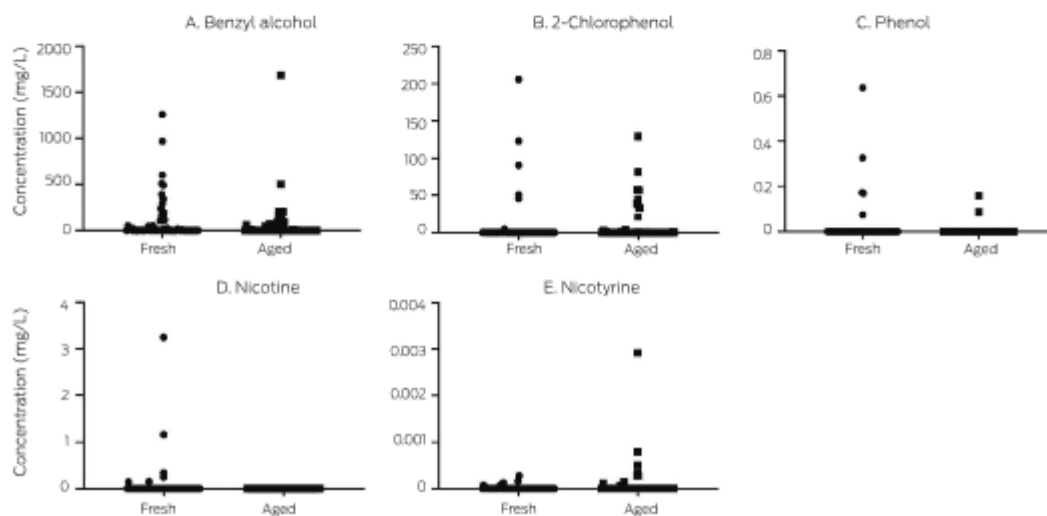 A. Benzyl alcohol
Concentration (mg/L)
2000
1500
1000
500
0
Fresh
Aged
B. 2-Chlorophenol
250
200
150
100
50
0
Fresh
Aged
C. Phenol
0.8
0.6
0.4
0.2
0
Fresh
Aged
D. Nicotine
Concentration (mg/L)
4
3
2
1
0
Fresh
Aged
E. Nicotyrine
0.004
0.003
0.002
0.001
0
Fresh
Aged